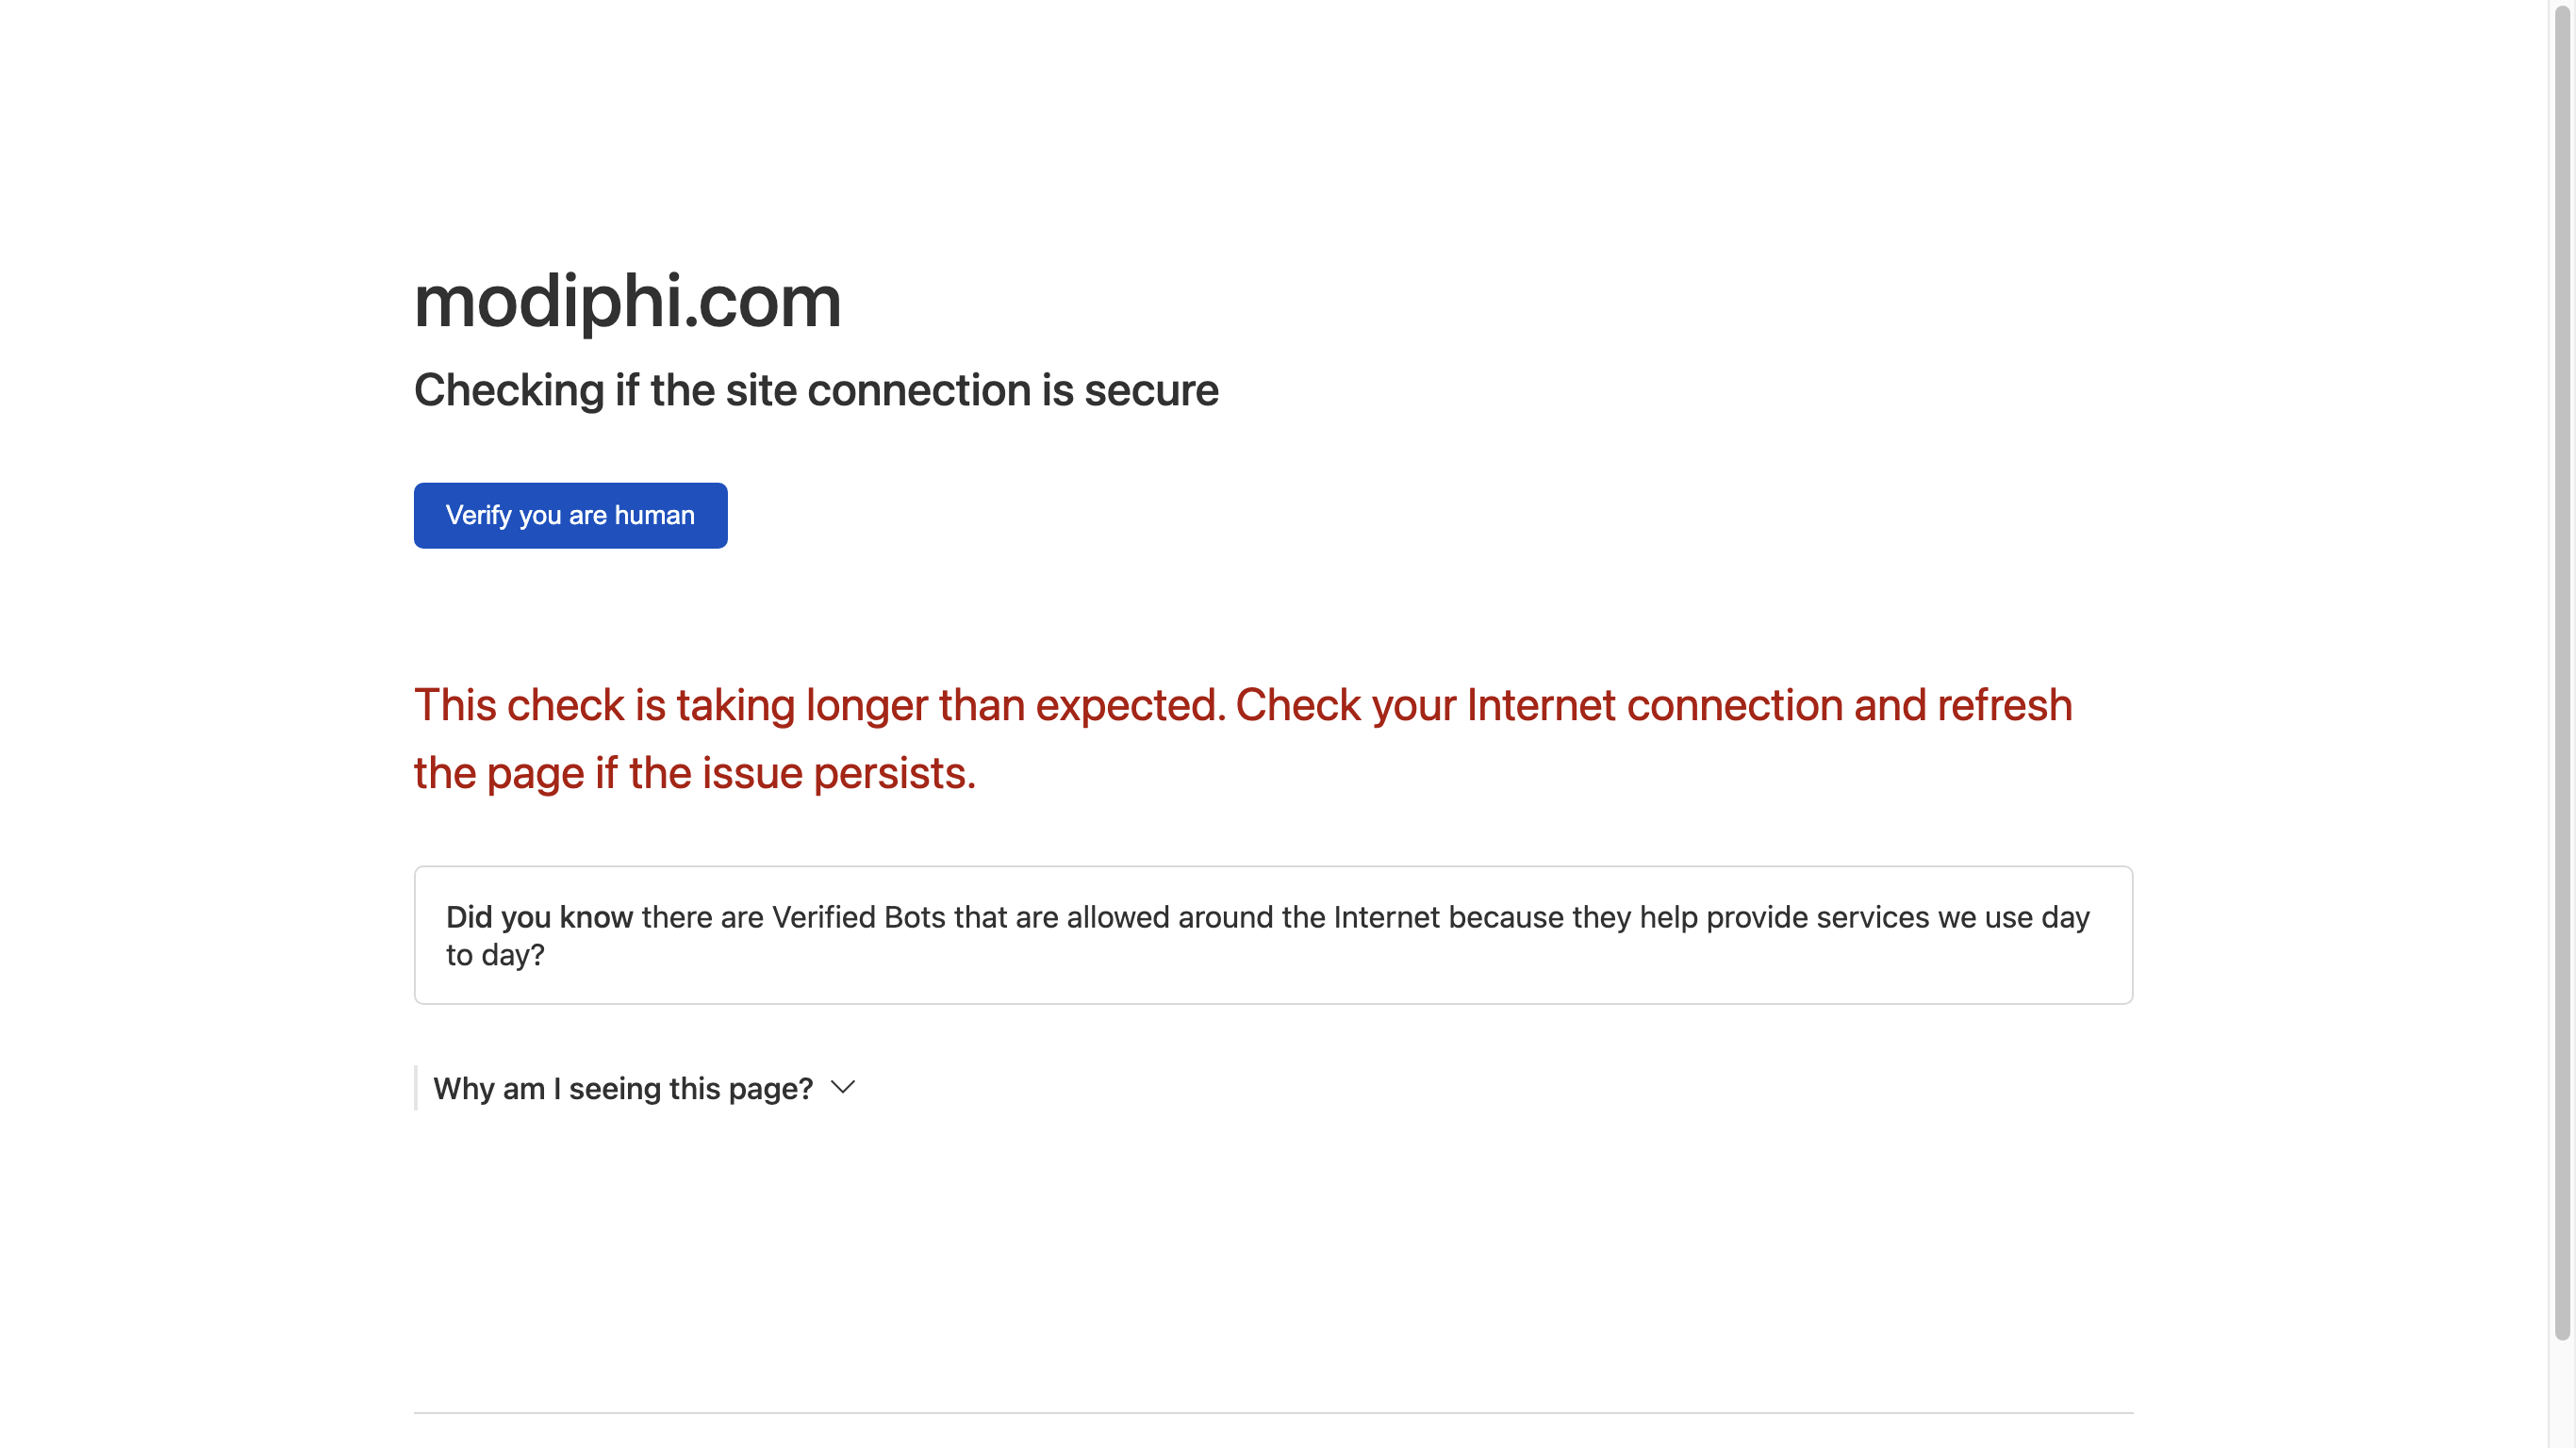 modiphi.com
Checking if the site connection is secure
Verify you are human
This check is taking longer than expected. Check your Internet connection and refresh
the page if the issue persists.
Did you know there are Verified Bots that are allowed around the Internet because they help provide services we use day
to day?
Why am I seeing this page?